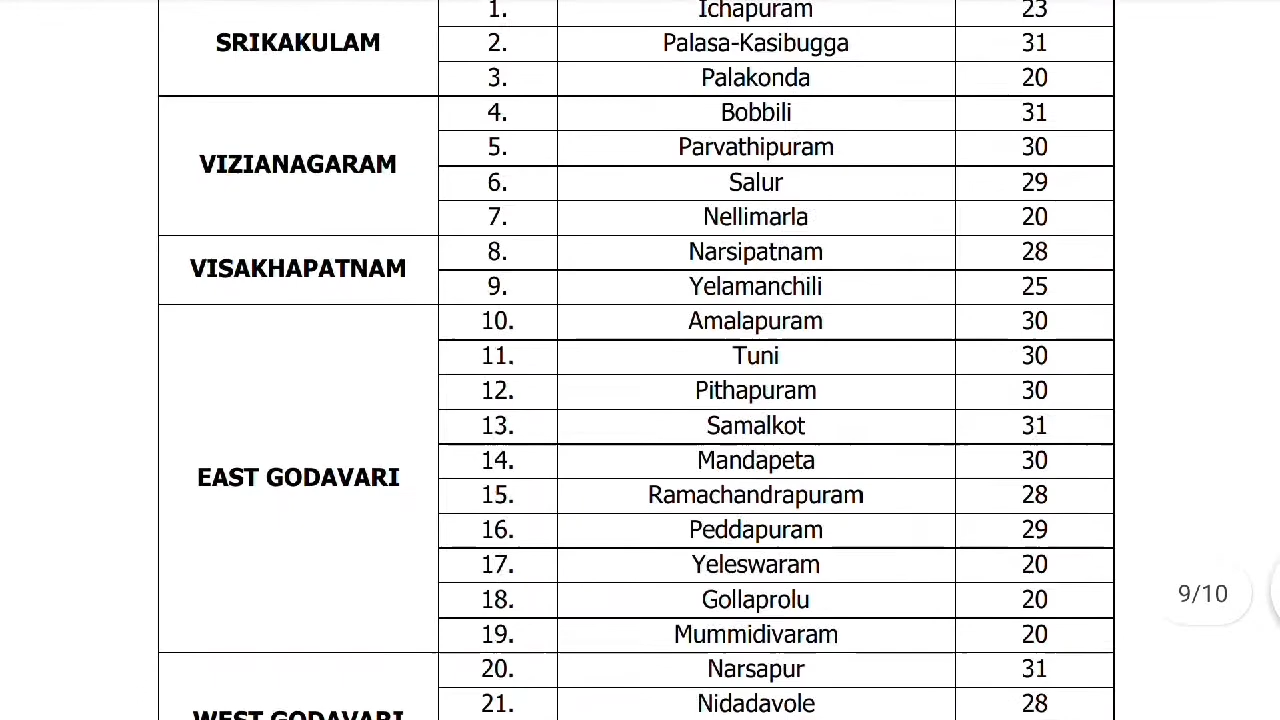 1. Ichapuram 23
SRIKAKULAM 2. Palasa-Kasibugga 31
3. Palakonda 20
4. Bobbili 31
VIZIANAGARAM 5. Parvathipuram 30
6. Salur 29
7. Nellimarla 20
VISAKHAPATNAM 8. Narsipatnam 28
9. Yelamanchili 25
10. Amalapuram 30
11. Tuni 30
12. Pithapuram 30
13. Samalkot 31
EAST GODAVARI 14. Mandapeta 30
15. Ramachandrapuram 28
16. Peddapuram 29
17. Yeleswaram 20
18. Gollaprolu 20
19. Mummidivaram 20
20. Narsapur 31
21. Nidadavole 28
WEST GODAVARI
9/10